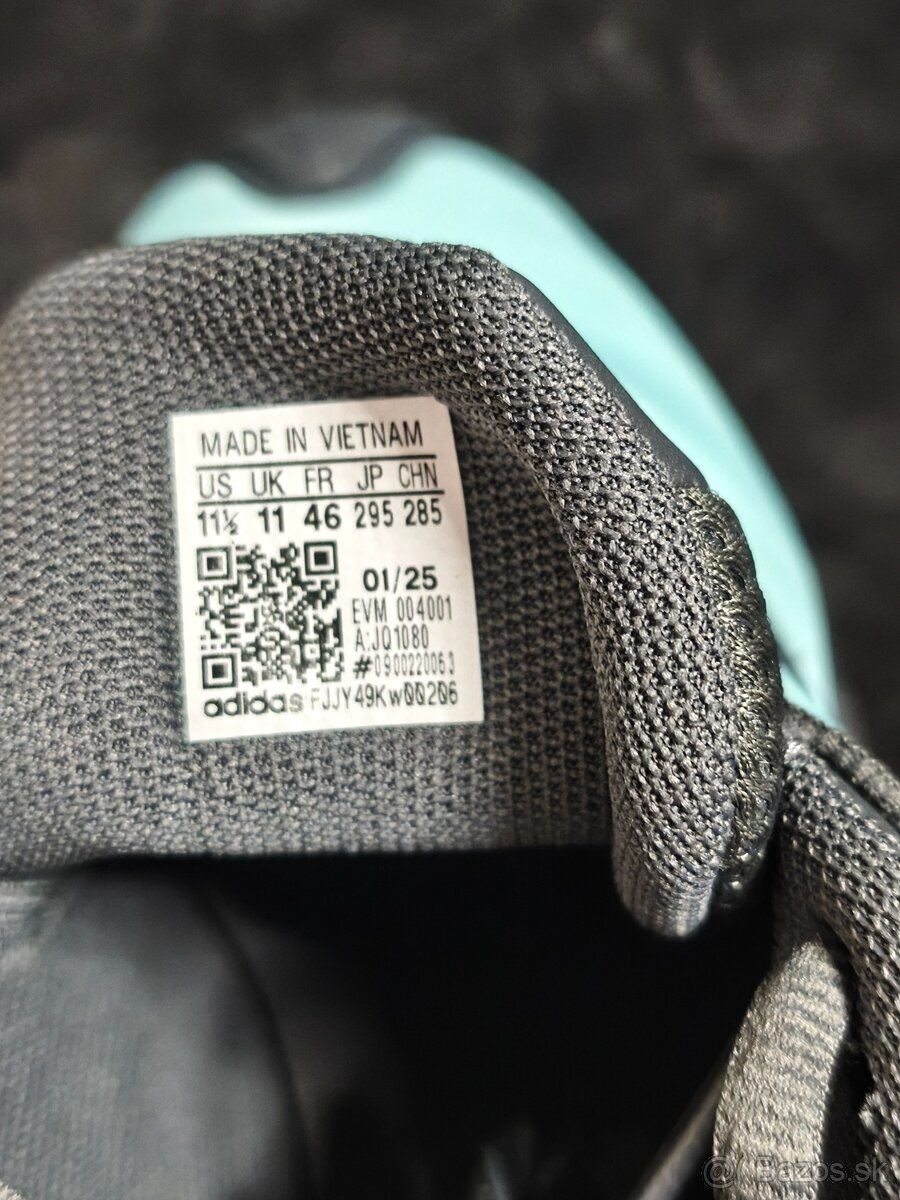 MADE IN VIETNAM
US UK FR JP CHN
11½ 11 46 295 285
01/25
EVM 004001
A:JQ1080
#0900220063
adidas FJJY49Kw00206
@ Bazos.sk